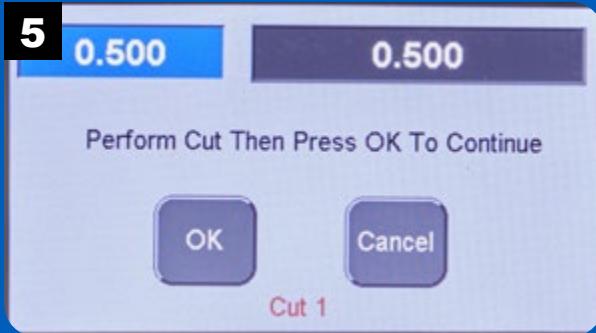 5
0.500 0.500
Perform Cut Then Press OK To Continue
OK Cancel
Cut 1